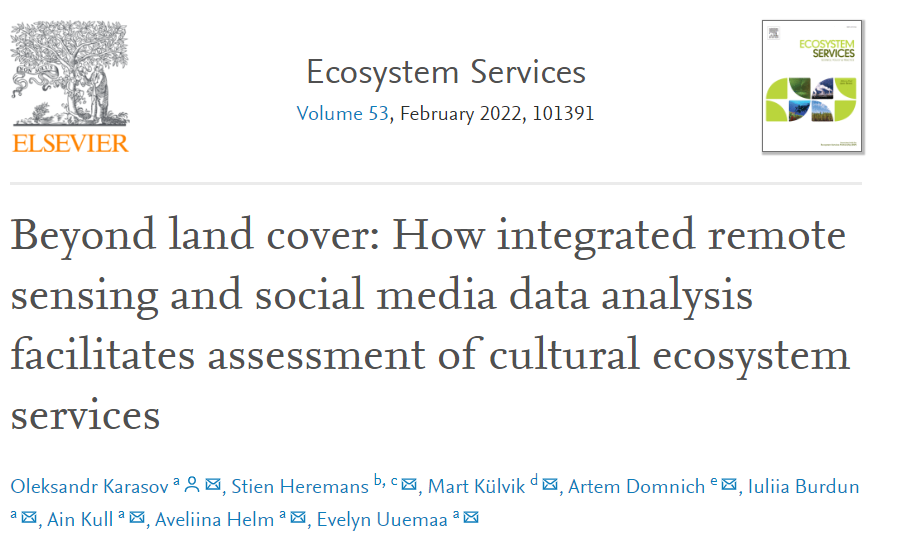 Ecosystem Services
Volume 53, February 2022, 101391
ELSEVIER
ECOSYSTEM
SERVICES
Beyond land cover: How integrated remote
sensing and social media data analysis
facilitates assessment of cultural ecosystem
services
Oleksandr Karasov a, Stien Heremans b, c, Mart Külvik d, Artem Domnich e, Iuliia Burdun
a, Ain Kull a, Aveliina Helm a, Evelyn Uuemaa a